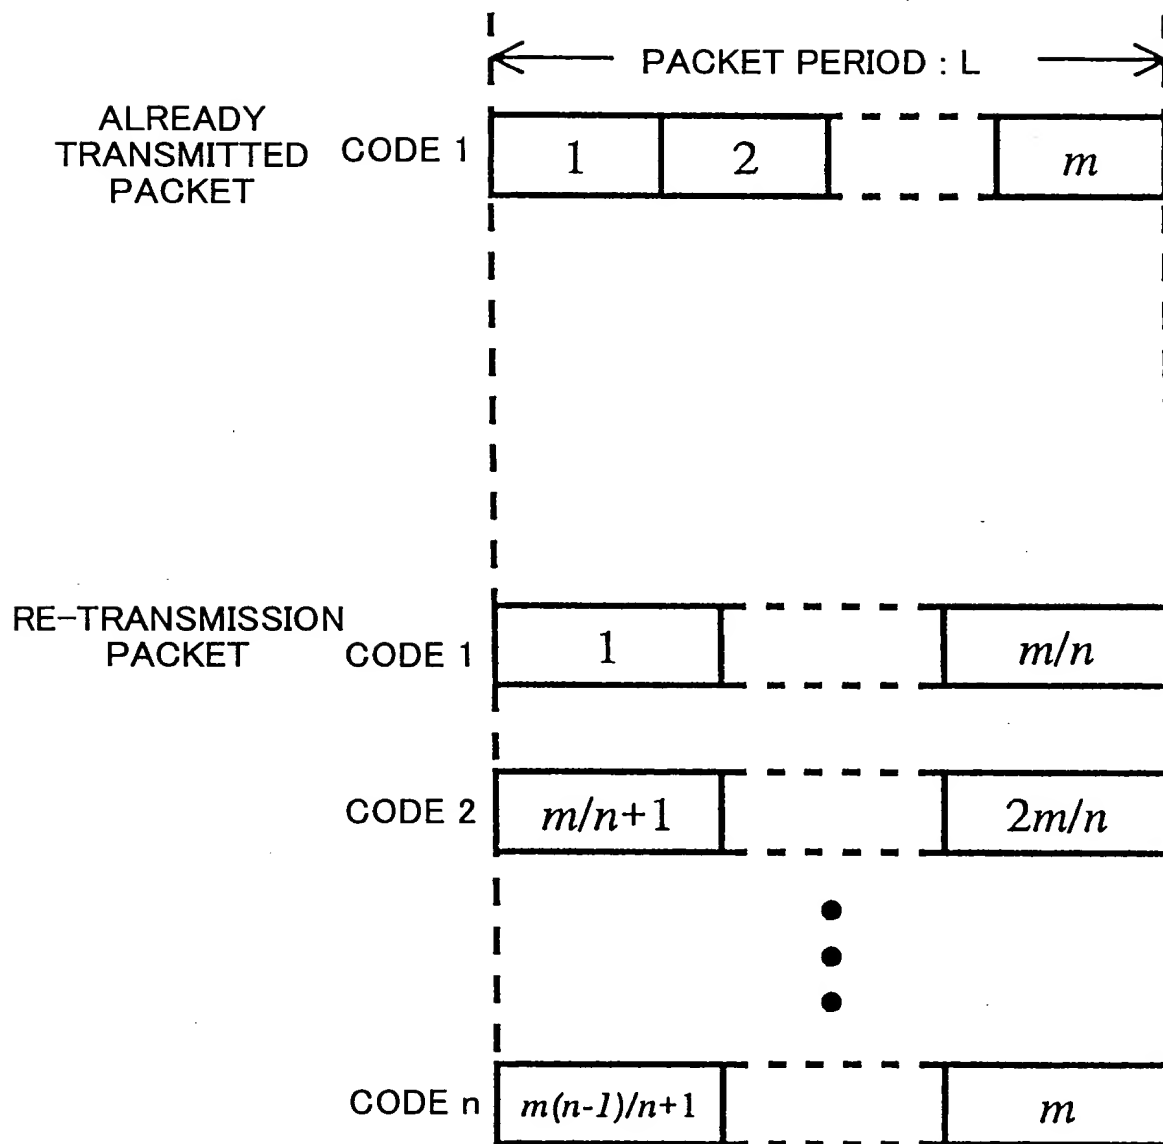 PACKET PERIOD : L
ALREADY
TRANSMITTED
PACKET
CODE 1
1
2
m
RE-TRANSMISSION
PACKET
CODE 1
1
m/n
CODE 2
m/n+1
2m/n
CODE n
m(n-1)/n+1
m